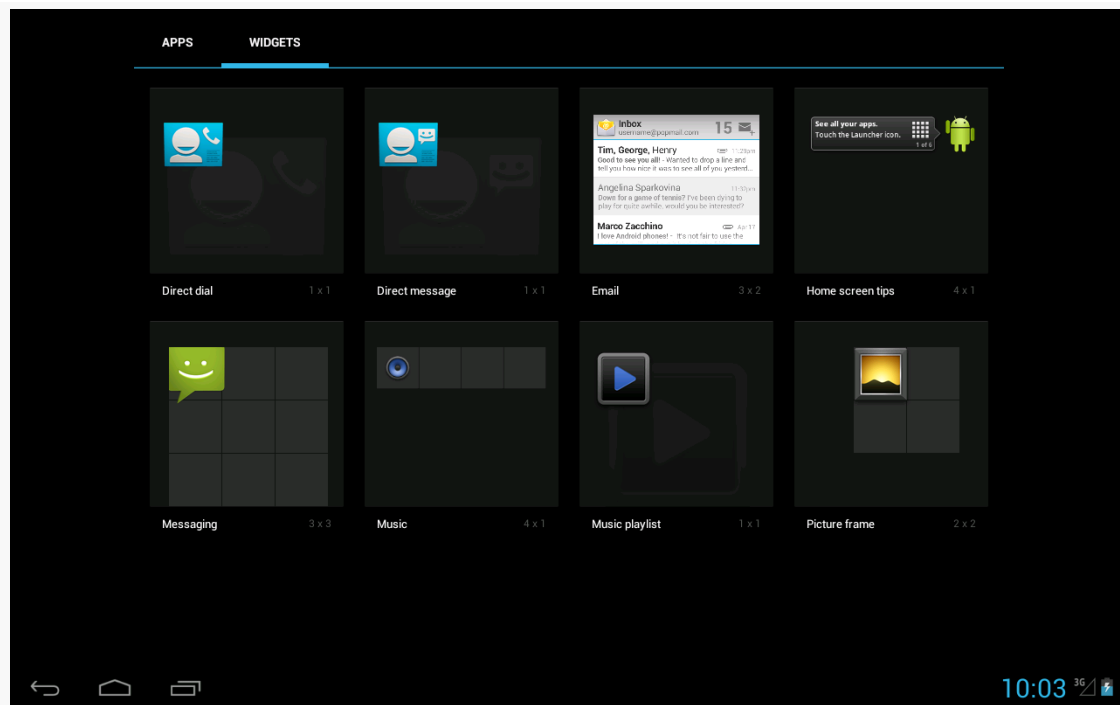 APPS WIDGETS
Inbox
username@popmail.com
15
Tim, George, Henry 11:23pm
Good to see you all! - Wanted to drop a line and
tell you how nice it was to see all of you yesterd...
Angelina Sparkovina
Down for a game of tennis? I've been dying to
play for quite awhile, would you be interested?
Marco Zacchino Apr 17
I love Android phones! - It's not fair to use the
See all your apps.
Touch the Launcher icon.
1 of 6
Direct dial 1 x 1
Direct message 1 x 1
Email 3 x 2
Home screen tips 4 x 1
Messaging 3 x 3
Music 4 x 1
Music playlist 1 x 1
Picture frame 2 x 2
10:03 3G